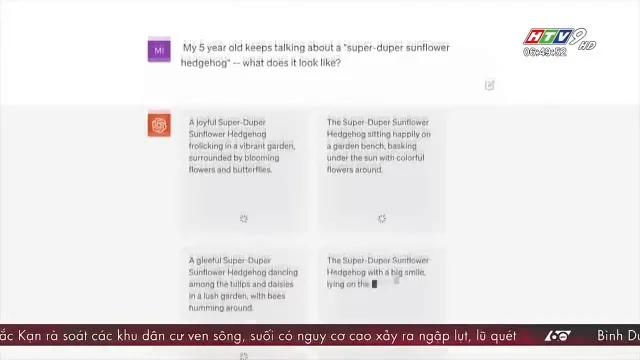 HTV9 HD
06:49:52
MI
My 5 year old keeps talking about a "super-duper sunflower
hedgehog" -- what does it look like?
A joyful Super-Duper
Sunflower Hedgehog
frolicking in a vibrant garden,
surrounded by blooming
flowers and butterflies.
The Super-Duper Sunflower
Hedgehog sitting happily on
a garden bench, basking
under the sun with colorful
flowers around.
A gleeful Super-Duper
Sunflower Hedgehog dancing
among the tulips and daisies
in a lush garden, with bees
humming around.
The Super-Duper Sunflower
Hedgehog with a big smile,
lying on the
ắc Kạn rà soát các khu dân cư ven sông, suối có nguy cơ cao xảy ra ngập lụt, lũ quét
60
Bình Dư